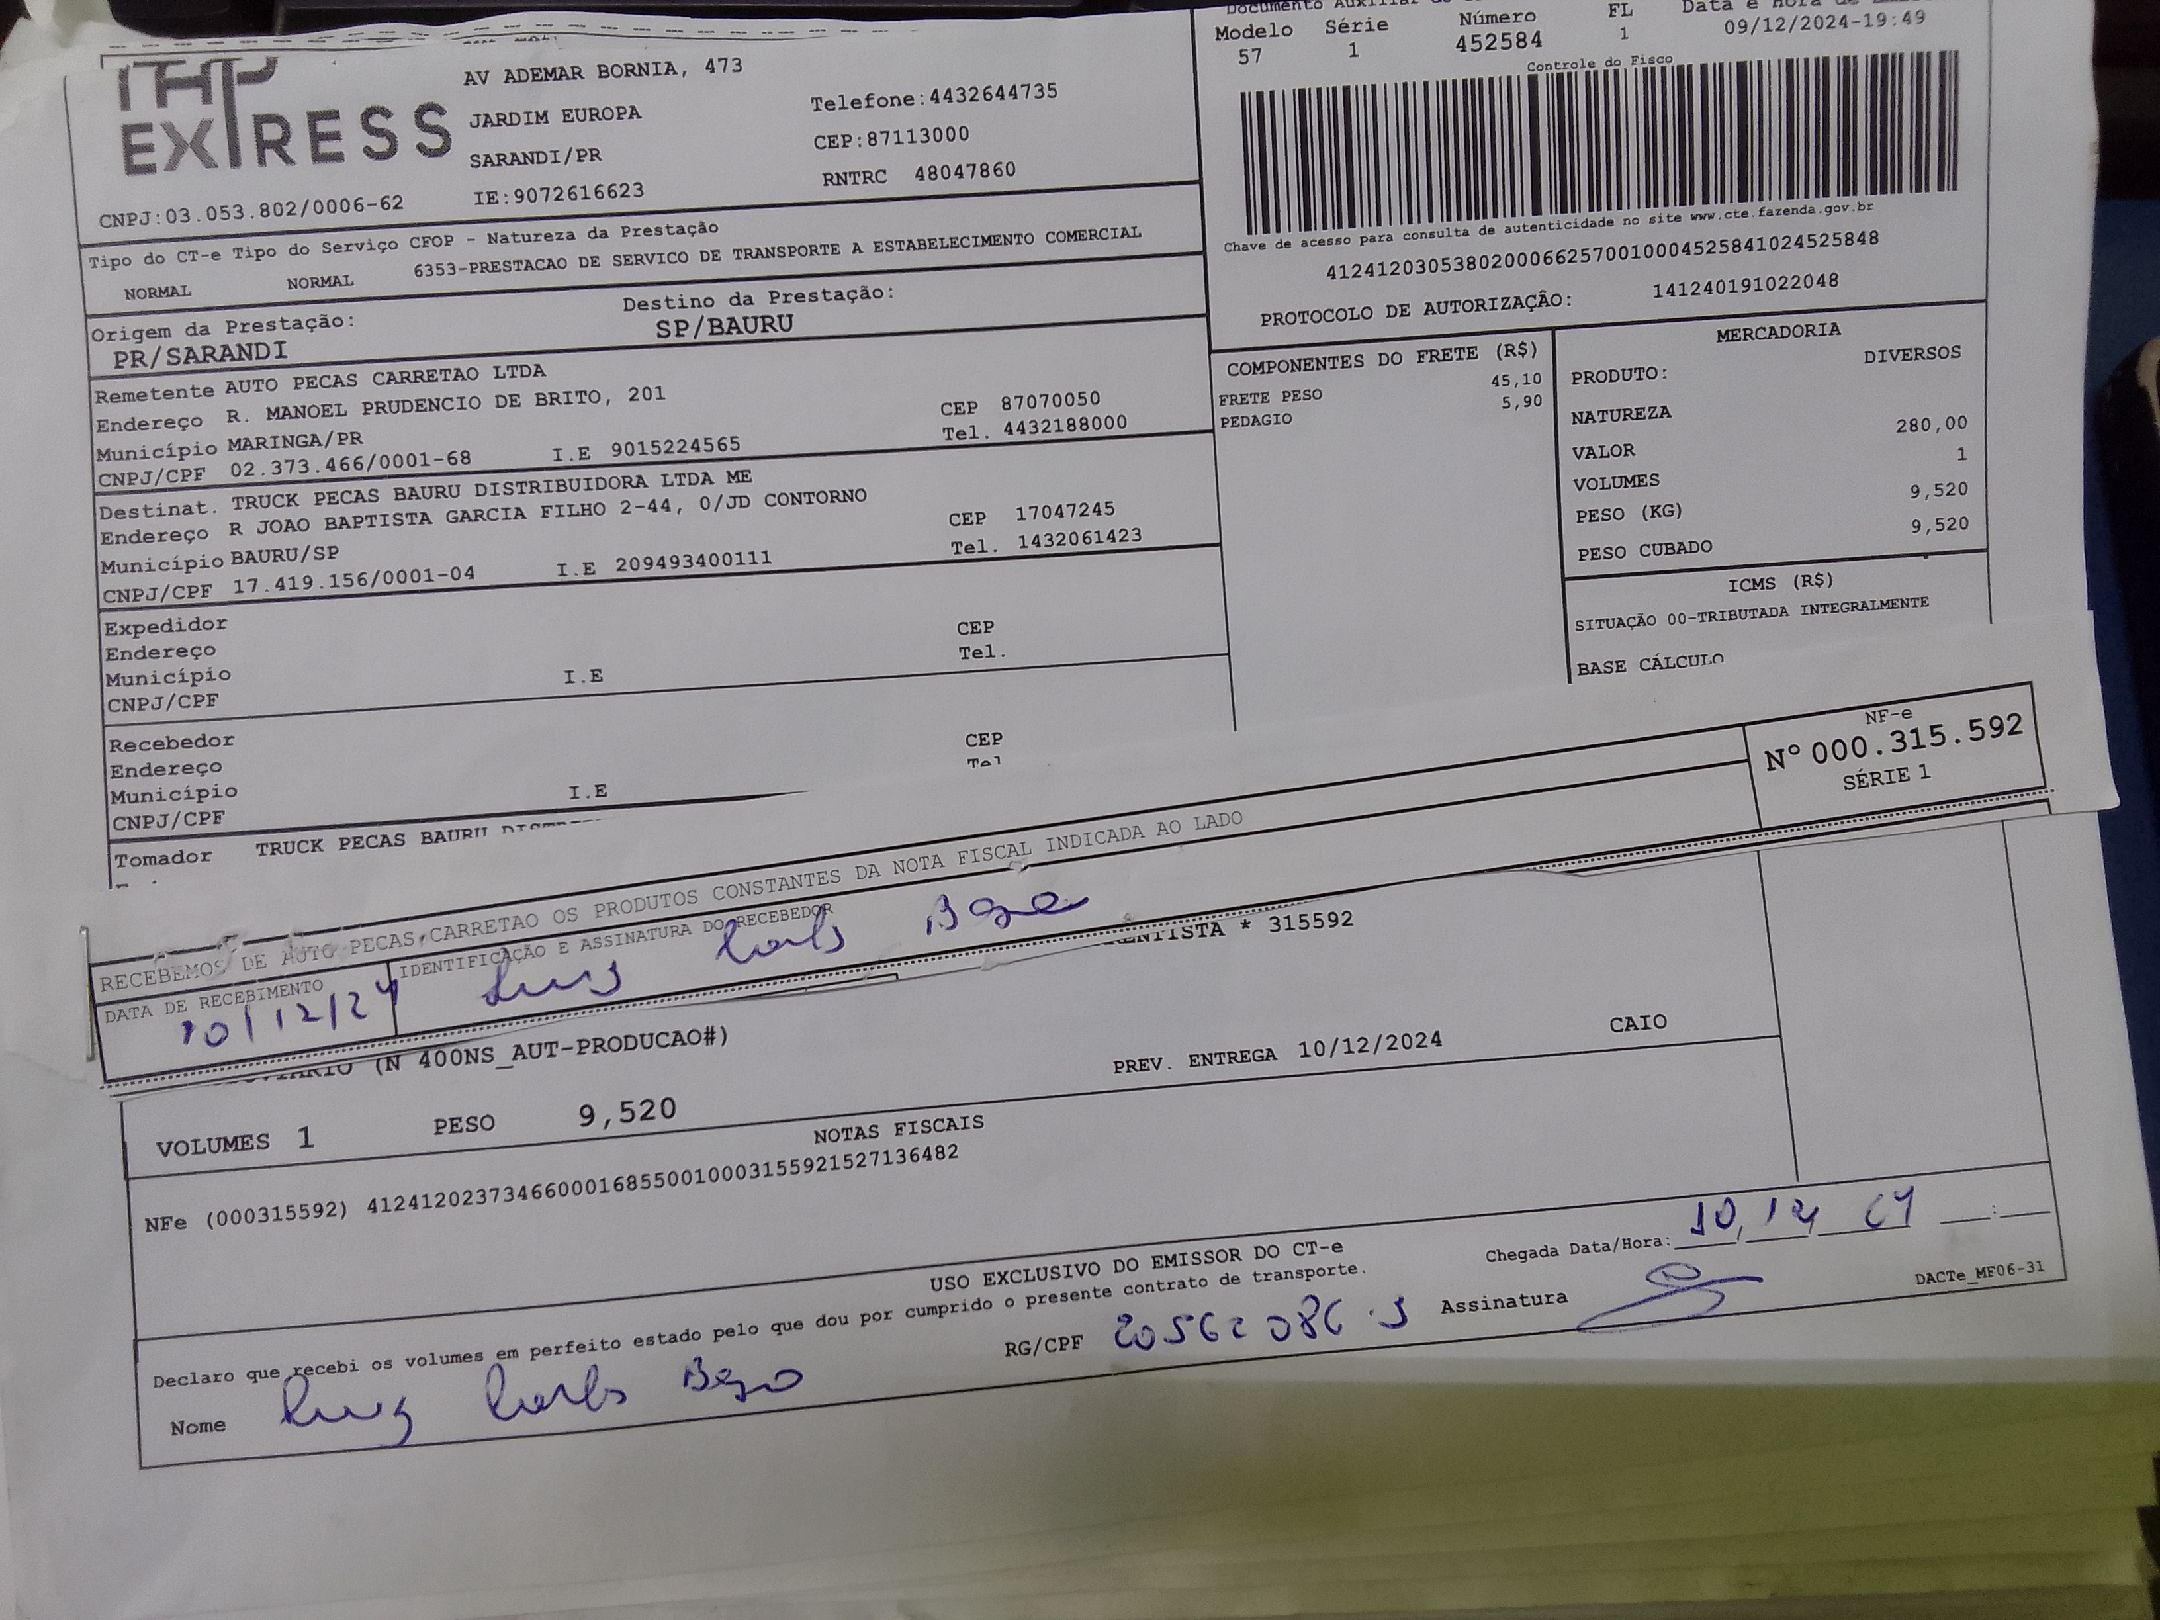 EXPRESS
CNPJ:03.053.802/0006-62
AV ADEMAR BORNIA, 473
JARDIM EUROPA
SARANDI/PR
IE:9072616623
Telefone:4432644735
CEP:87113000
RNTRC 48047860
Modelo Série Número FL
57 1 452584 1
09/12/2024-19:49
Controle do Fisco
Chave de acesso para consulta de autenticidade no site www.cte.fazenda.gov.br
41241203053802000662570010004525841024525848
PROTOCOLO DE AUTORIZAÇÃO: 141240191022048
Tipo do CT-e Tipo do Serviço CFOP - Natureza da Prestação
NORMAL NORMAL 6353-PRESTACAO DE SERVICO DE TRANSPORTE A ESTABELECIMENTO COMERCIAL
Origem da Prestação: Destino da Prestação:
PR/SARANDI SP/BAURU
Remetente AUTO PECAS CARRETAO LTDA
Endereço R. MANOEL PRUDENCIO DE BRITO, 201 CEP 87070050
Município MARINGA/PR Tel. 4432188000
CNPJ/CPF 02.373.466/0001-68 I.E 9015224565
Destinat. TRUCK PECAS BAURU DISTRIBUIDORA LTDA ME
Endereço R JOAO BAPTISTA GARCIA FILHO 2-44, 0/JD CONTORNO CEP 17047245
Município BAURU/SP Tel. 1432061423
CNPJ/CPF 17.419.156/0001-04 I.E 209493400111
Expedidor
Endereço CEP
Município Tel.
CNPJ/CPF I.E
Recebedor
Endereço CEP
Município Tel
CNPJ/CPF I.E
Tomador TRUCK PECAS BAURU
COMPONENTES DO FRETE (R$)
FRETE PESO 45,10
PEDAGIO 5,90
MERCADORIA
PRODUTO: DIVERSOS
NATUREZA
VALOR 280,00
VOLUMES 1
PESO (KG) 9,520
PESO CUBADO 9,520
ICMS (R$)
SITUAÇÃO 00-TRIBUTADA INTEGRALMENTE
BASE CÁLCULO
RECEBEMOS DE AUTO PECAS CARRETAO OS PRODUTOS CONSTANTES DA NOTA FISCAL INDICADA AO LADO
NF-e
Nº 000.315.592
SÉRIE 1
DATA DE RECEBIMENTO
10/12/24
IDENTIFICAÇÃO E ASSINATURA DO RECEBEDOR
* 315592
(N 400NS_AUT-PRODUCAO#)
PREV. ENTREGA 10/12/2024 CAIO
VOLUMES 1 PESO 9,520
NOTAS FISCAIS
NFe (000315592) 41241202373466000168550010003155921527136482
USO EXCLUSIVO DO EMISSOR DO CT-e
Declaro que recebi os volumes em perfeito estado pelo que dou por cumprido o presente contrato de transporte.
Chegada Data/Hora: 10/12/24
Nome
RG/CPF
Assinatura
DACTe_MF06-31